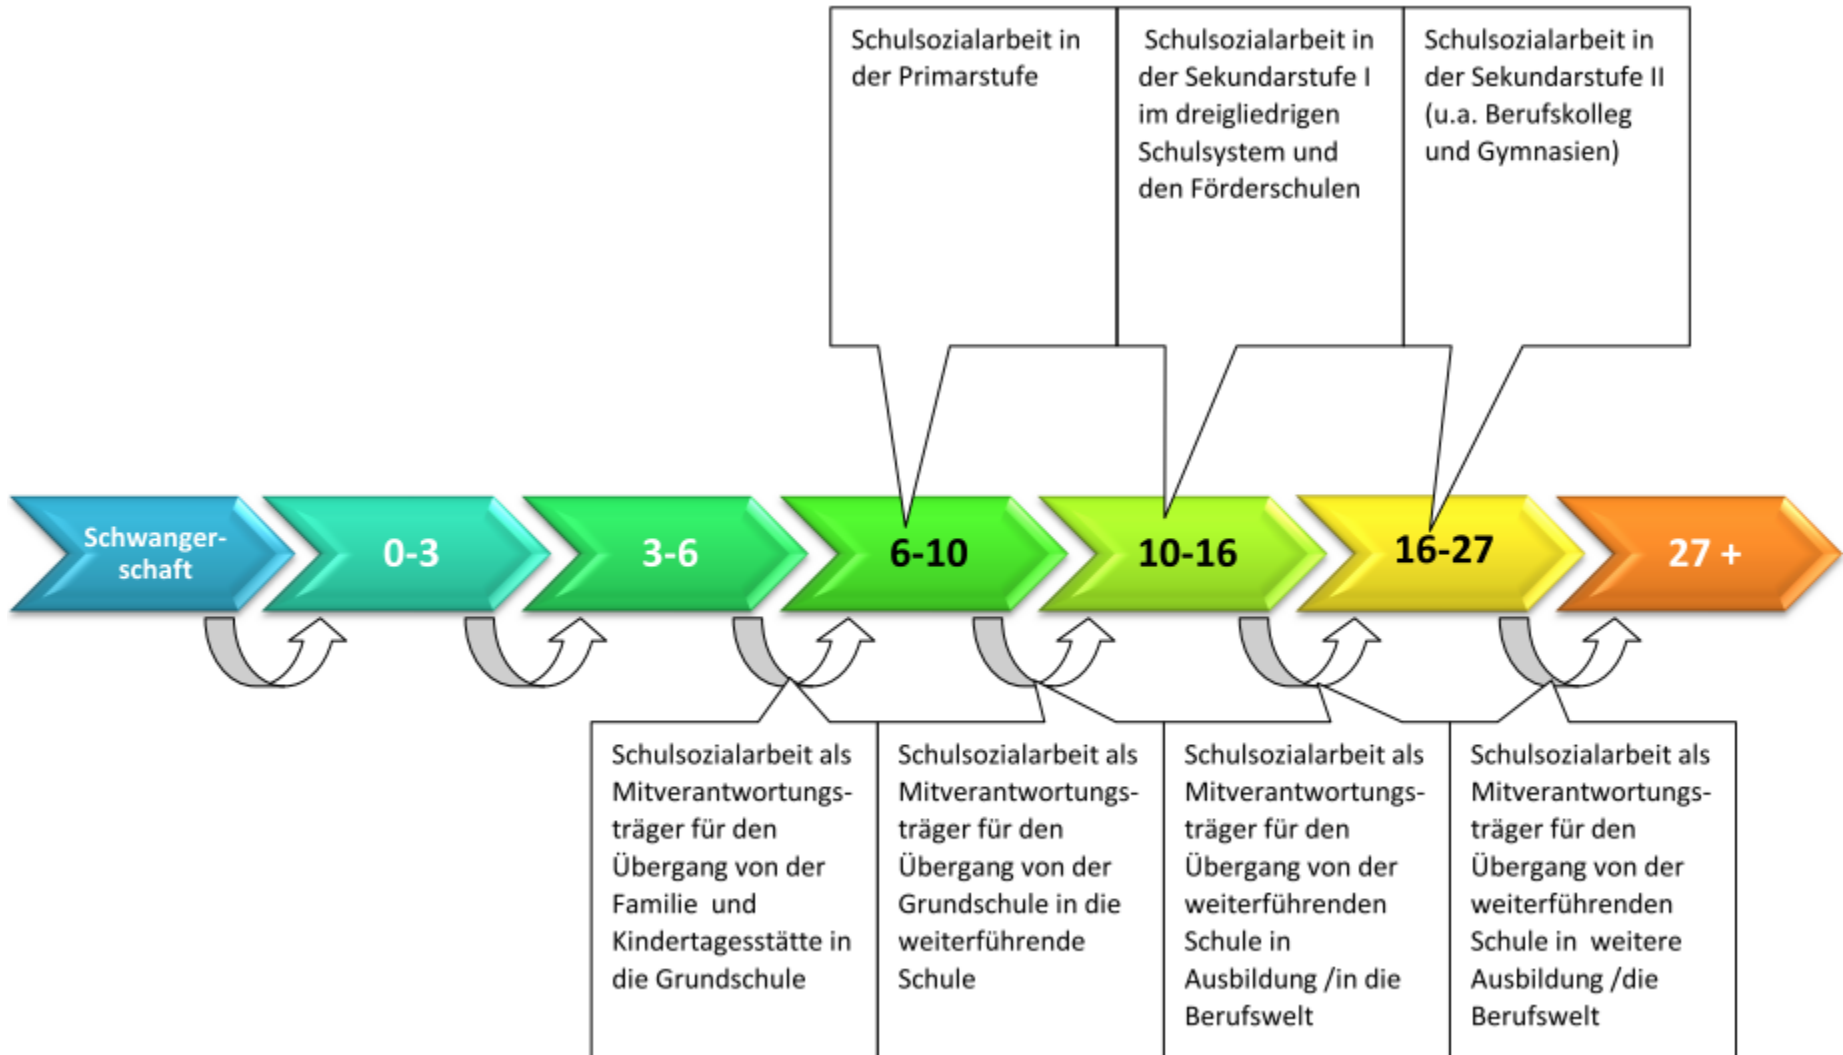 Schulsozialarbeit in
der Primarstufe
Schulsozialarbeit in
der Sekundarstufe I
im dreigliedrigen
Schulsystem und
den Förderschulen
Schulsozialarbeit in
der Sekundarstufe II
(u.a. Berufskolleg
und Gymnasien)
Schwanger-
schaft
0-3
3-6
6-10
10-16
16-27
27 +
Schulsozialarbeit als
Mitverantwortungs-
träger für den
Übergang von der
Familie und
Kindertagesstätte in
die Grundschule
Schulsozialarbeit als
Mitverantwortungs-
träger für den
Übergang von der
Grundschule in die
weiterführende
Schule
Schulsozialarbeit als
Mitverantwortungs-
träger für den
Übergang von der
weiterführenden
Schule in
Ausbildung /in die
Berufswelt
Schulsozialarbeit als
Mitverantwortungs-
träger für den
Übergang von der
weiterführenden
Schule in weitere
Ausbildung /die
Berufswelt